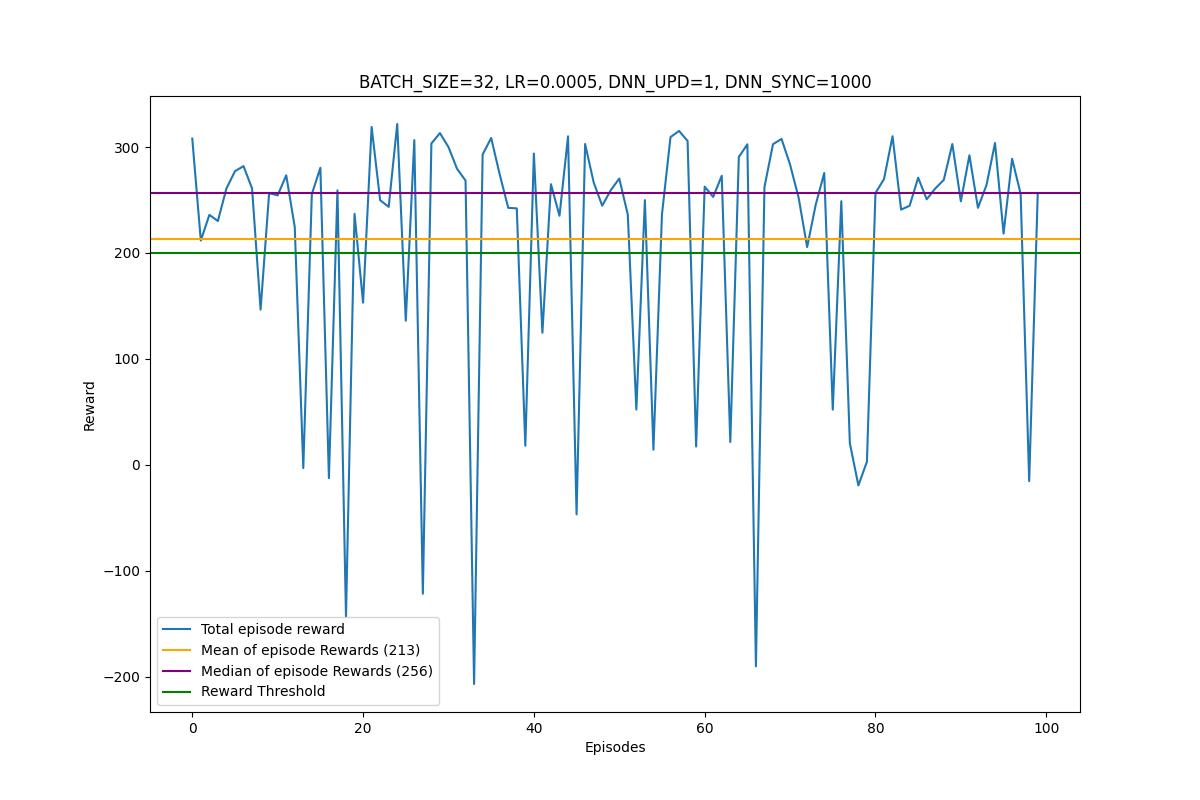 BATCH_SIZE=32, LR=0.0005, DNN_UPD=1, DNN_SYNC=1000
300
200
100
0
−100
−200
Reward
Total episode reward
Mean of episode Rewards (213)
Median of episode Rewards (256)
Reward Threshold
0 20 40 60 80 100
Episodes